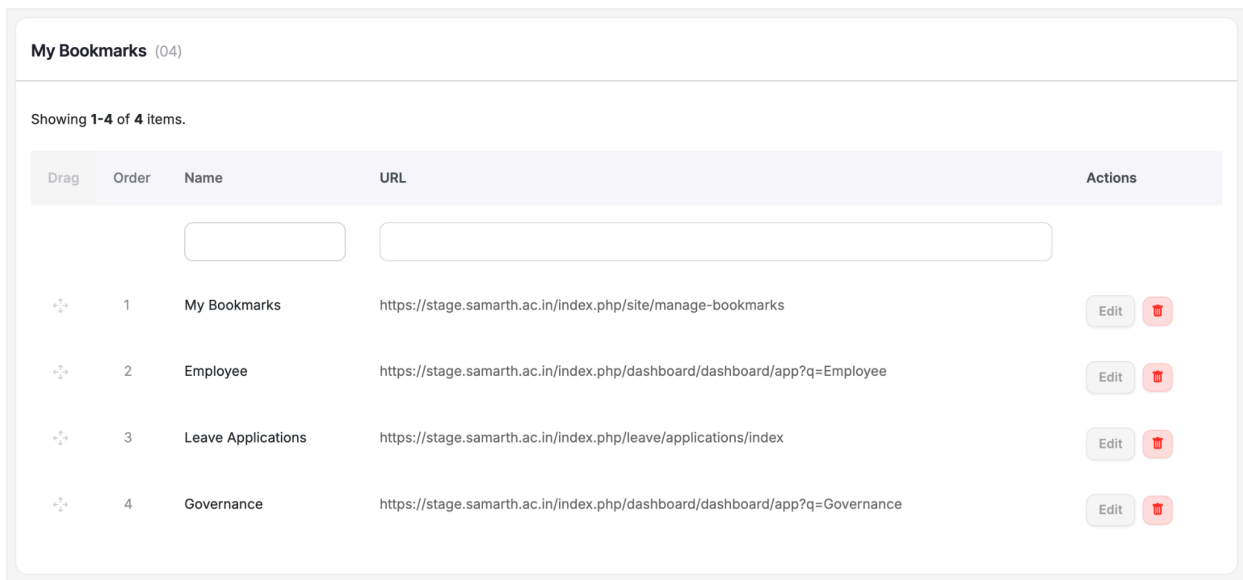 My Bookmarks (04)
Showing 1-4 of 4 items.
Drag Order Name URL Actions
1 My Bookmarks https://stage.samarth.ac.in/index.php/site/manage-bookmarks Edit
2 Employee https://stage.samarth.ac.in/index.php/dashboard/dashboard/app?q=Employee Edit
3 Leave Applications https://stage.samarth.ac.in/index.php/leave/applications/index Edit
4 Governance https://stage.samarth.ac.in/index.php/dashboard/dashboard/app?q=Governance Edit